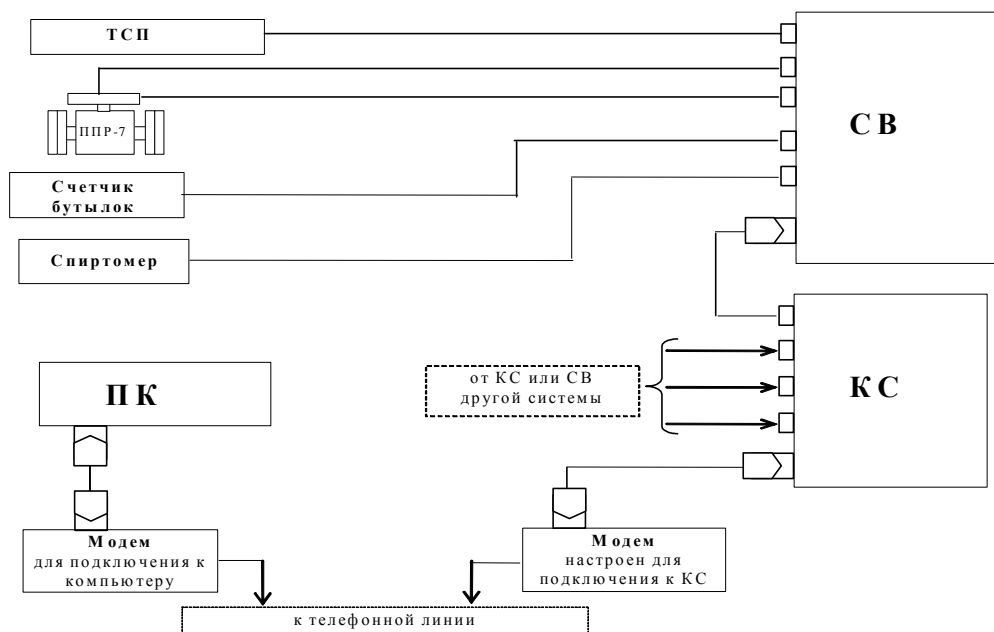 ТСП
ППР-7
СВ
Счетчик
бутылок
Спиртомер
ПК
от КС или СВ
другой системы
КС
Модем
для подключения к
компьютеру
Модем
настроен для
подключения к КС
к телефонной линии